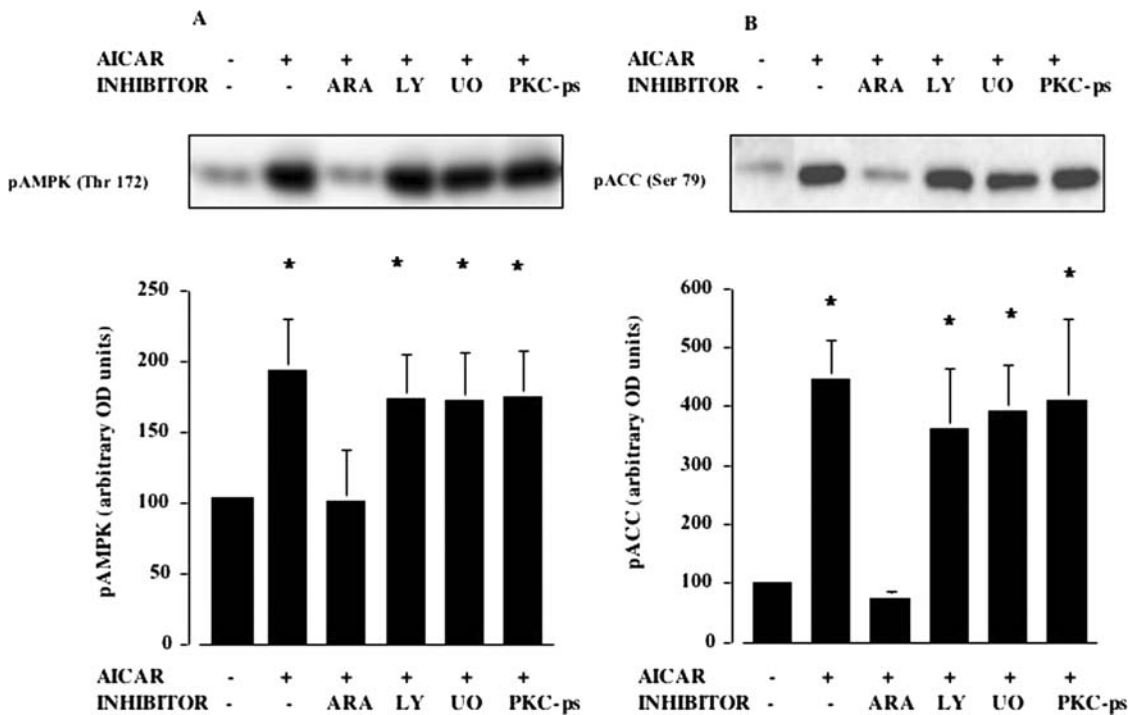 A
AICAR - + + + + +
INHIBITOR - - ARA LY UO PKC-ps
pAMPK (Thr 172)
* * * *
250
200
150
100
50
0
pAMPK (arbitrary OD units)
AICAR - + + + + +
INHIBITOR - - ARA LY UO PKC-ps
B
AICAR - + + + + +
INHIBITOR - - ARA LY UO PKC-ps
pACC (Ser 79)
* * * *
600
500
400
300
200
100
0
pACC (arbitrary OD units)
AICAR - + + + + +
INHIBITOR - - ARA LY UO PKC-ps